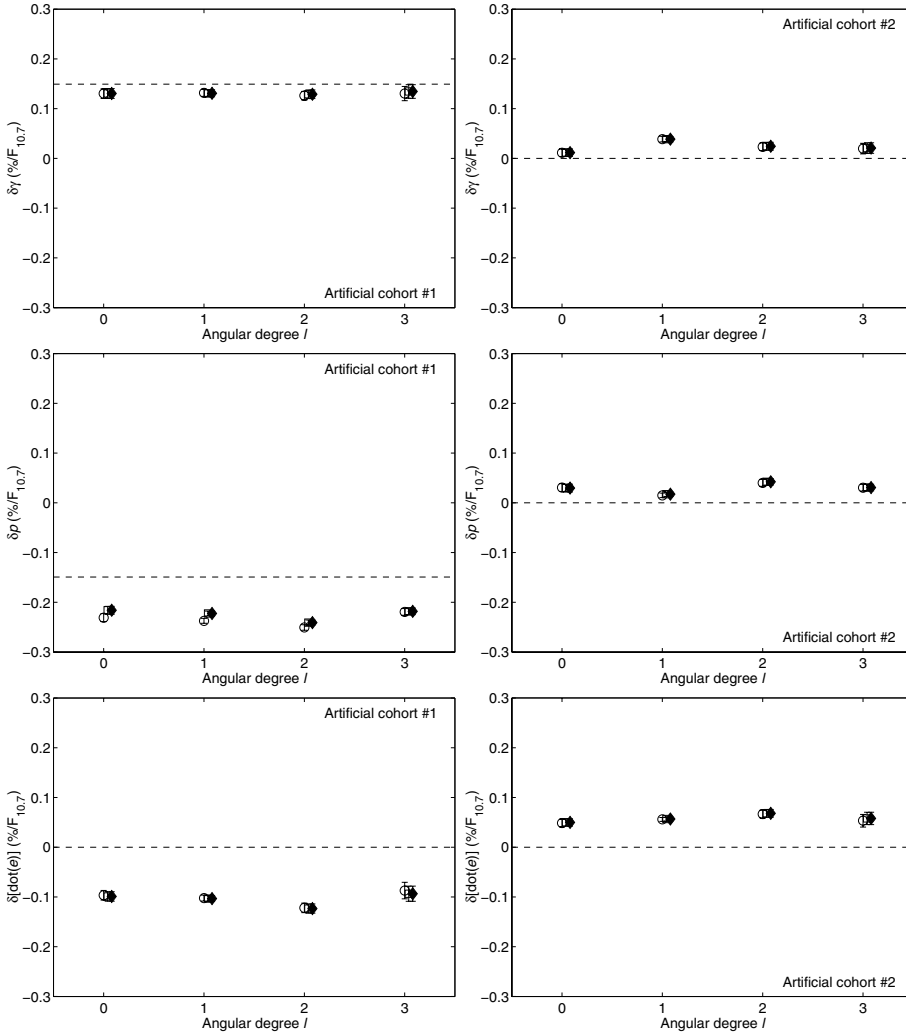 0.3
0.2
0.1
0
−0.1
−0.2
−0.3
δγ (%/F10.7)
0 1 2 3
Angular degree l
Artificial cohort #1
0.3
0.2
0.1
0
−0.1
−0.2
−0.3
δγ (%/F10.7)
0 1 2 3
Angular degree l
Artificial cohort #2
0.3
0.2
0.1
0
−0.1
−0.2
−0.3
δp (%/F10.7)
0 1 2 3
Angular degree l
Artificial cohort #1
0.3
0.2
0.1
0
−0.1
−0.2
−0.3
δp (%/F10.7)
0 1 2 3
Angular degree l
Artificial cohort #2
0.3
0.2
0.1
0
−0.1
−0.2
−0.3
δ[dot(e)] (%/F10.7)
0 1 2 3
Angular degree l
Artificial cohort #1
0.3
0.2
0.1
0
−0.1
−0.2
−0.3
δ[dot(e)] (%/F10.7)
0 1 2 3
Angular degree l
Artificial cohort #2